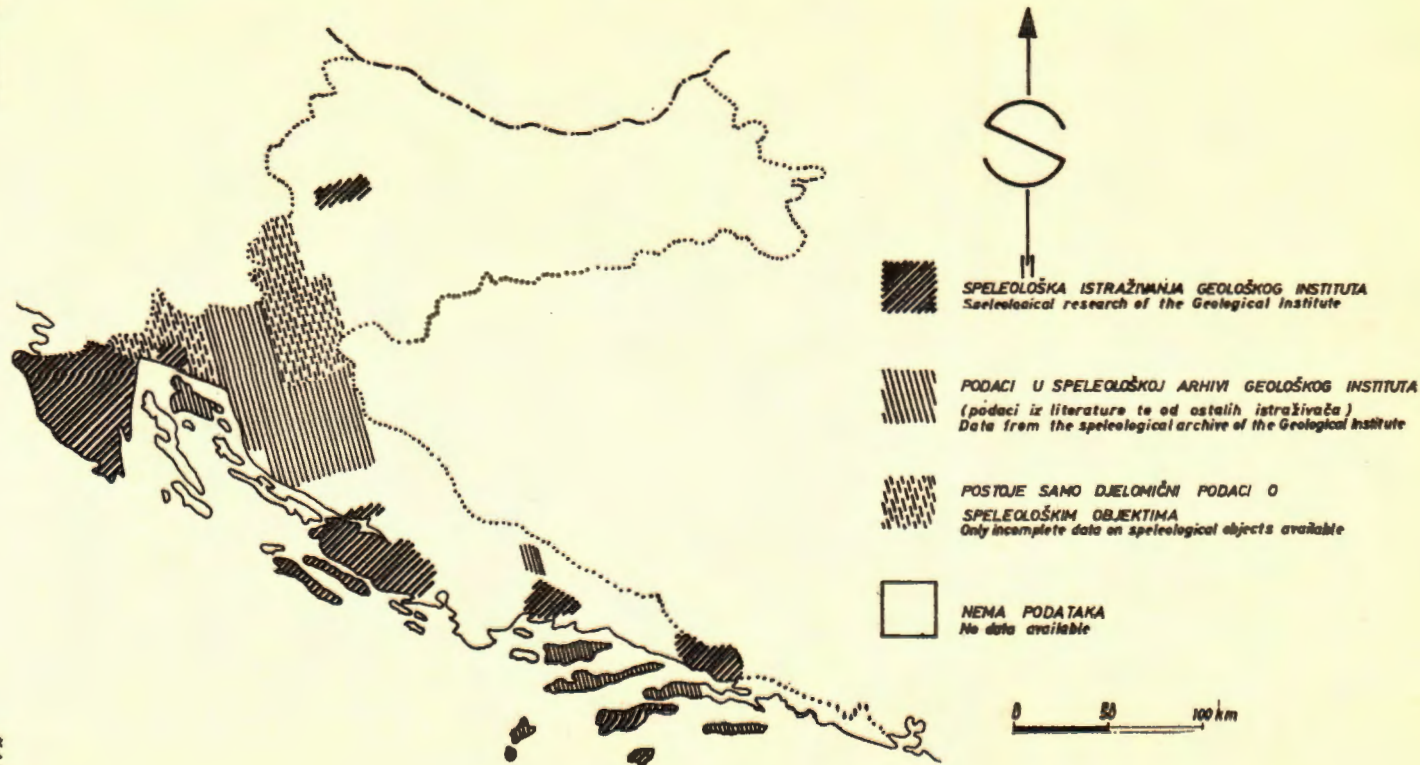 SPELEOLOŠKA ISTRAŽIVANJA GEOLOŠKOG INSTITUTA
Speleological research of the Geological Institute
PODACI U SPELEOLOŠKOJ ARHIVI GEOLOŠKOG INSTITUTA
(podaci iz literature te od ostalih istraživača)
Data from the speleological archive of the Geological Institute
POSTOJE SAMO DJELOMIČNI PODACI O
SPELEOLOŠKIM OBJEKTIMA
Only incomplete data on speleological objects available
NEMA PODATAKA
No data available
0 50 100 km